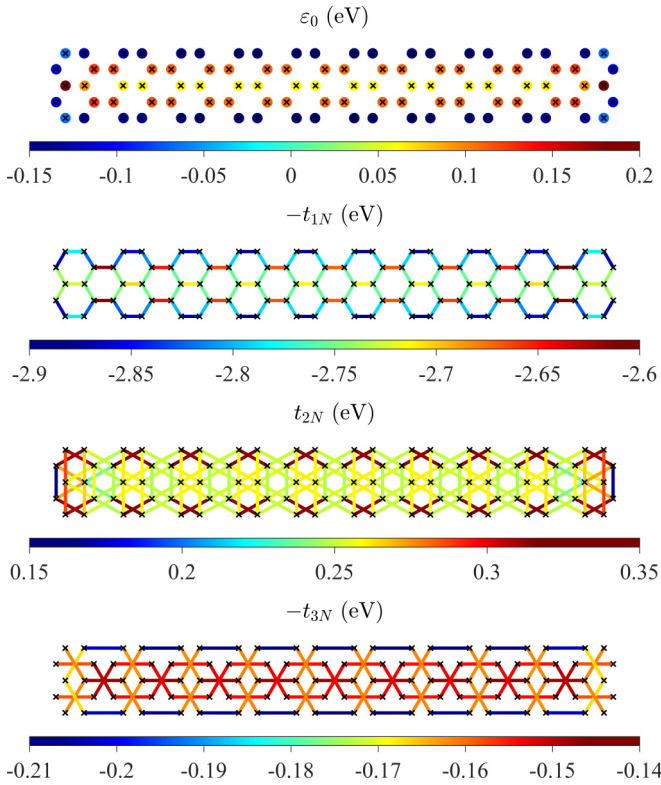 ε₀ (eV)
-0.15 -0.1 -0.05 0 0.05 0.1 0.15 0.2
−t₁N (eV)
-2.9 -2.85 -2.8 -2.75 -2.7 -2.65 -2.6
t₂N (eV)
0.15 0.2 0.25 0.3 0.35
−t₃N (eV)
-0.21 -0.2 -0.19 -0.18 -0.17 -0.16 -0.15 -0.14